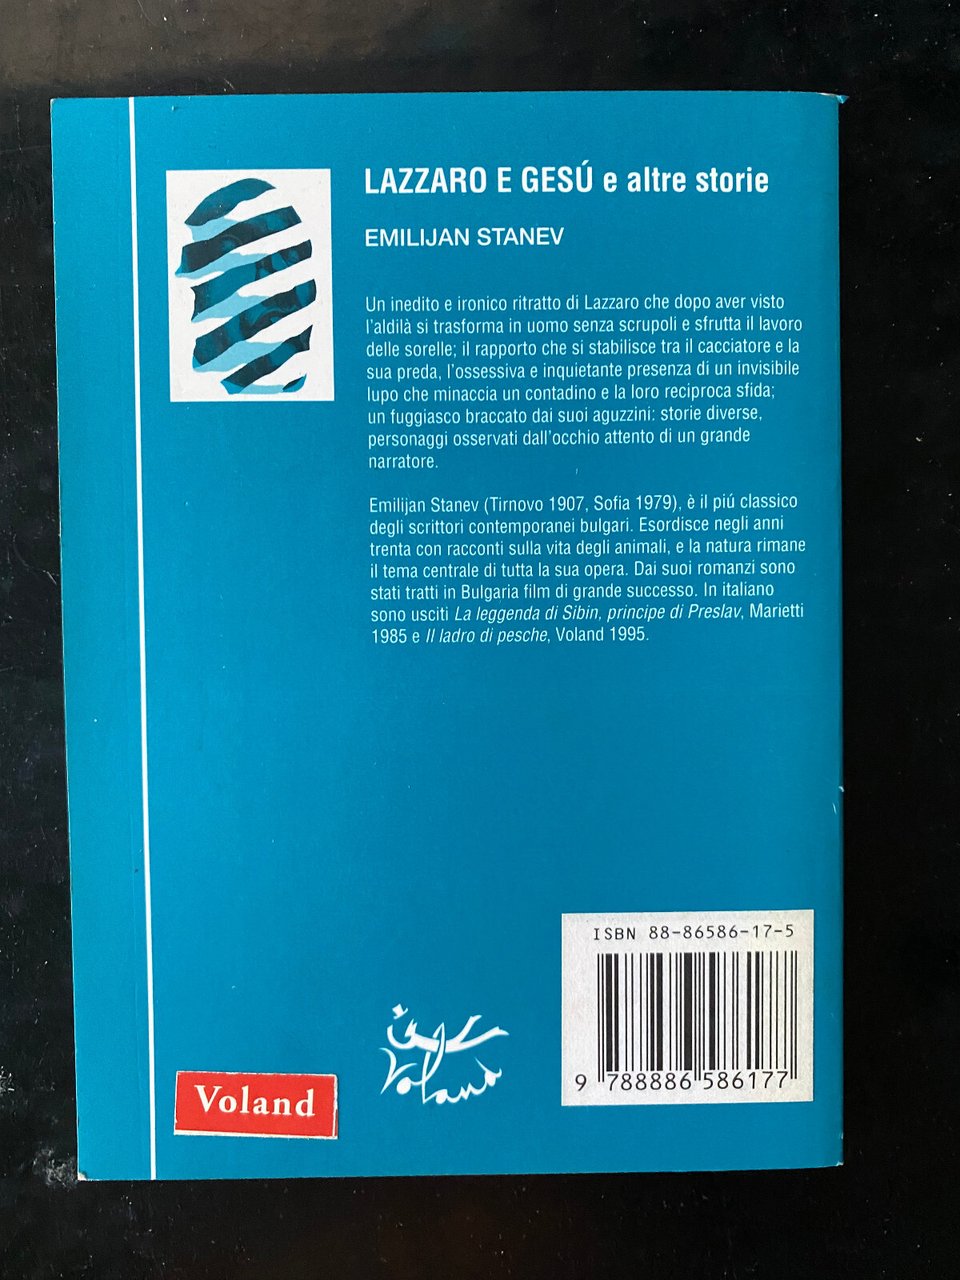 LAZZARO E GESÚ e altre storie
EMILIJAN STANEV
Un inedito e ironico ritratto di Lazzaro che dopo aver visto
l'aldilà si trasforma in uomo senza scrupoli e sfrutta il lavoro
delle sorelle; il rapporto che si stabilisce tra il cacciatore e la
sua preda, l'ossessiva e inquietante presenza di un invisibile
lupo che minaccia un contadino e la loro reciproca sfida;
un fuggiasco braccato dai suoi aguzzini: storie diverse,
personaggi osservati dall'occhio attento di un grande
narratore.
Emilijan Stanev (Tirnovo 1907, Sofia 1979), è il piú classico
degli scrittori contemporanei bulgari. Esordisce negli anni
trenta con racconti sulla vita degli animali, e la natura rimane
il tema centrale di tutta la sua opera. Dai suoi romanzi sono
stati tratti in Bulgaria film di grande successo. In italiano
sono usciti La leggenda di Sibin, principe di Preslav, Marietti
1985 e Il ladro di pesche, Voland 1995.
ISBN 88-86586-17-5
9 788886 586177
Voland
Voland